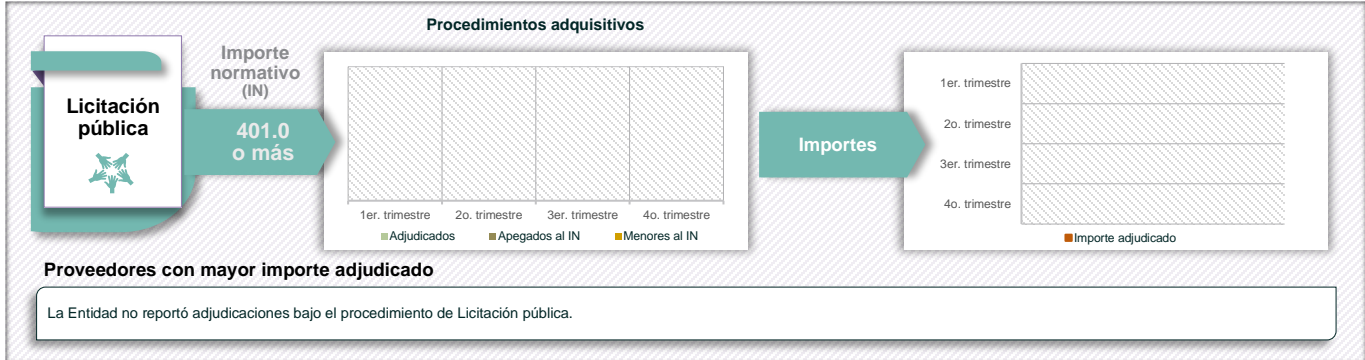 Procedimientos adquisitivos
Licitación
pública
Importe
normativo
(IN)
401.0
o más
1er. trimestre 2o. trimestre 3er. trimestre 4o. trimestre
Adjudicados Apegados al IN Menores al IN
Importes
1er. trimestre
2o. trimestre
3er. trimestre
4o. trimestre
Importe adjudicado
Proveedores con mayor importe adjudicado
La Entidad no reportó adjudicaciones bajo el procedimiento de Licitación pública.